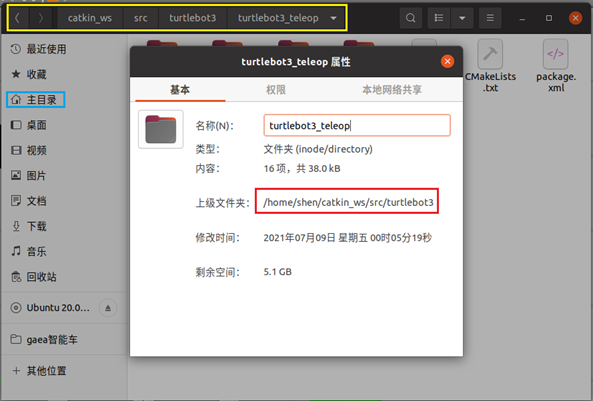 catkin_ws src turtlebot3 turtlebot3_teleop
最近使用
收藏
主目录
桌面
视频
图片
文档
下载
音乐
回收站
Ubuntu 20.0...
gaea智能车
其他位置
turtlebot3_teleop 属性
基本 权限 本地网络共享
名称(N)： turtlebot3_teleop
类型： 文件夹 (inode/directory)
内容： 16 项，共 38.0 kB
上级文件夹： /home/shen/catkin_ws/src/turtlebot3
修改时间： 2021年07月09日 星期五 00时05分19秒
剩余空间： 5.1 GB
CMakeLists
.txt
package.
xml